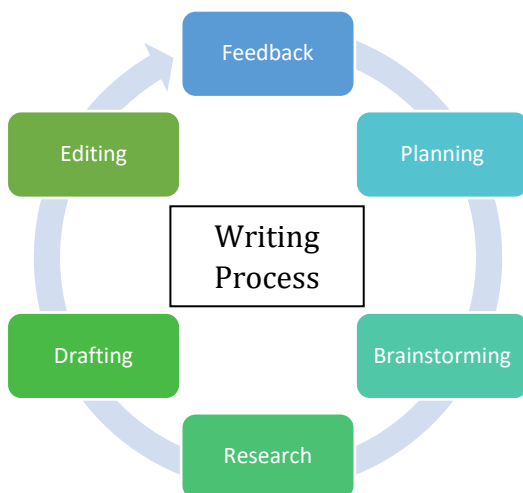 Feedback
Planning
Brainstorming
Research
Drafting
Editing
Writing
Process